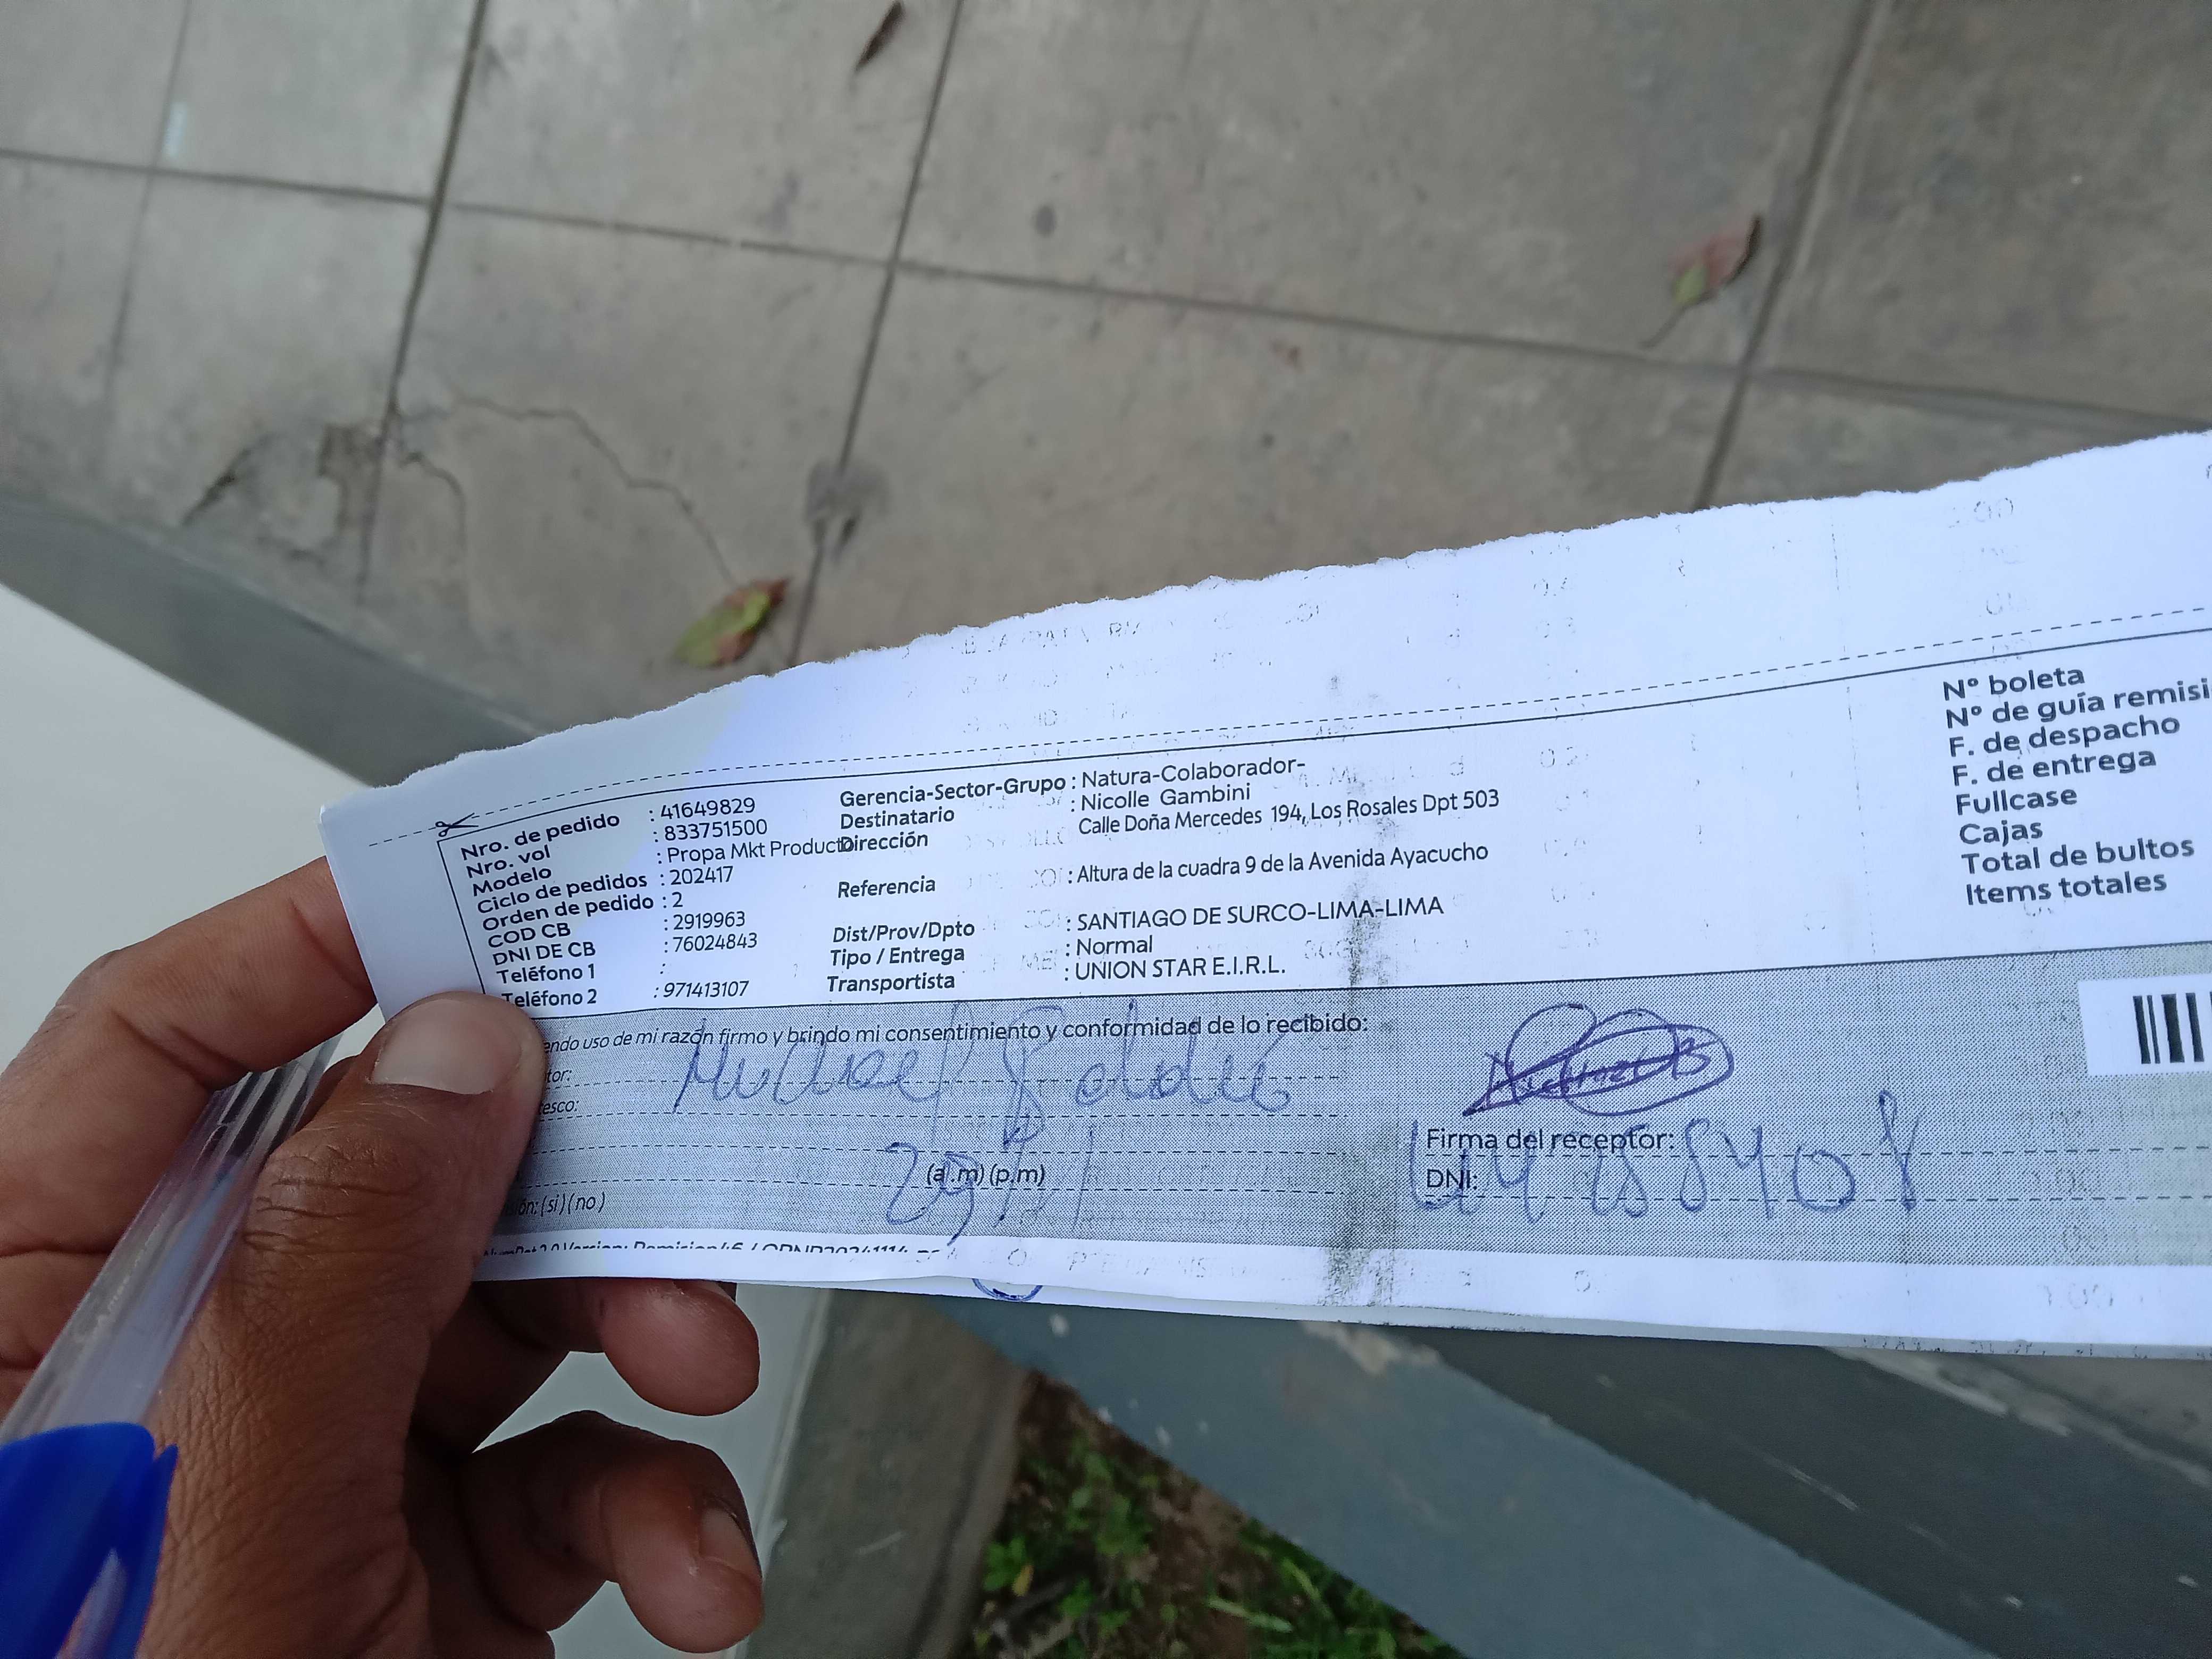 Nro. de pedido : 41649829
Nro. vol : 833751500
Modelo : Propa Mkt Producto
Ciclo de pedidos : 202417
Orden de pedido : 2
COD CB : 2919963
DNI DE CB : 76024843
Teléfono 1 :
Teléfono 2 : 971413107
Gerencia-Sector-Grupo : Natura-Colaborador-
Destinatario : Nicolle Gambini
Dirección Calle Doña Mercedes 194, Los Rosales Dpt 503
Referencia : Altura de la cuadra 9 de la Avenida Ayacucho
Dist/Prov/Dpto : SANTIAGO DE SURCO-LIMA-LIMA
Tipo / Entrega : Normal
Transportista : UNION STAR E.I.R.L.
N° boleta
N° de guía remisi
F. de despacho
F. de entrega
Fullcase
Cajas
Total de bultos
Items totales
endo uso de mi razón firmo y brindo mi consentimiento y conformidad de lo recibido:
tor:
esco:
(a.m) (p.m)
sión: (si) (no)
Firma del receptor:
DNI: